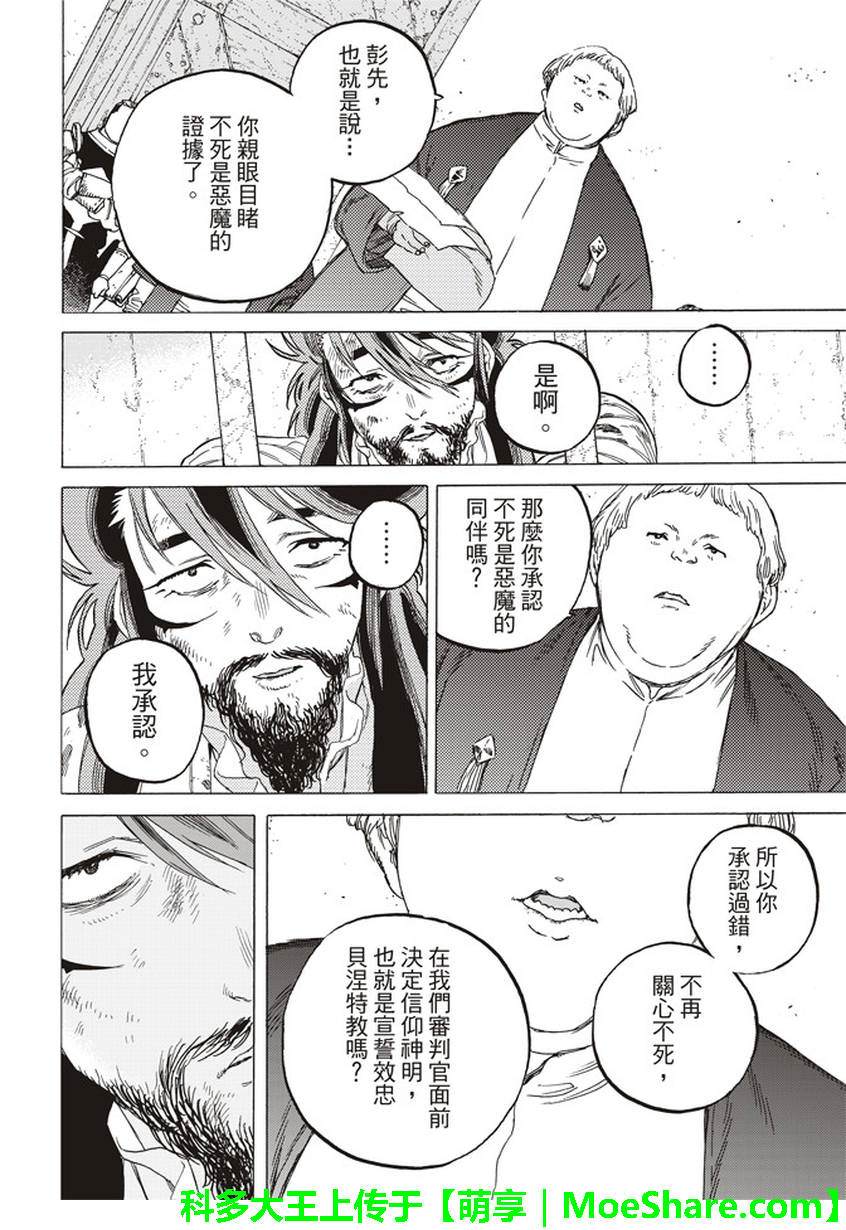 彭先，
也就是說…
你親眼目睹
不死是惡魔的
證據了。
……
是啊。
那麼你承認
不死是惡魔的
同伴嗎？
……
我承認。
所以你
承認過錯，
不再
關心不死，
在我們審判官面前
決定信仰神明，
也就是宣誓效忠
貝涅特教嗎？
科多大王上传于【萌享｜MoeShare.com】